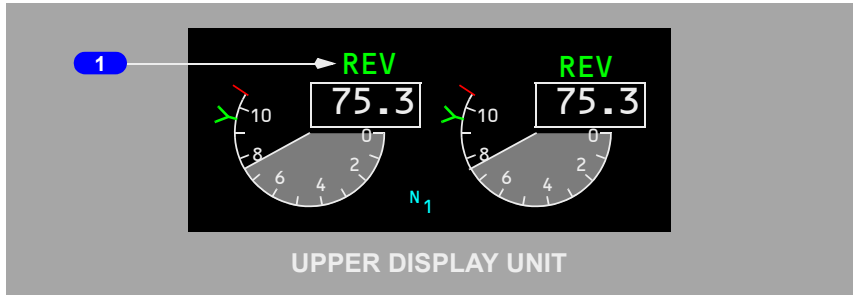 1
REV REV
75.3 75.3
10 8 6 4 2 0
10 8 6 4 2 0
N1
UPPER DISPLAY UNIT